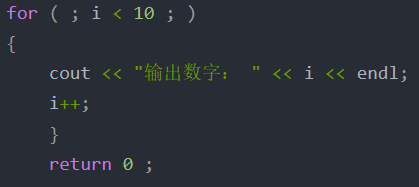 for ( ; i < 10 ; )
{
    cout << "输出数字： " << i << endl;
    i++;
    }
    return 0 ;